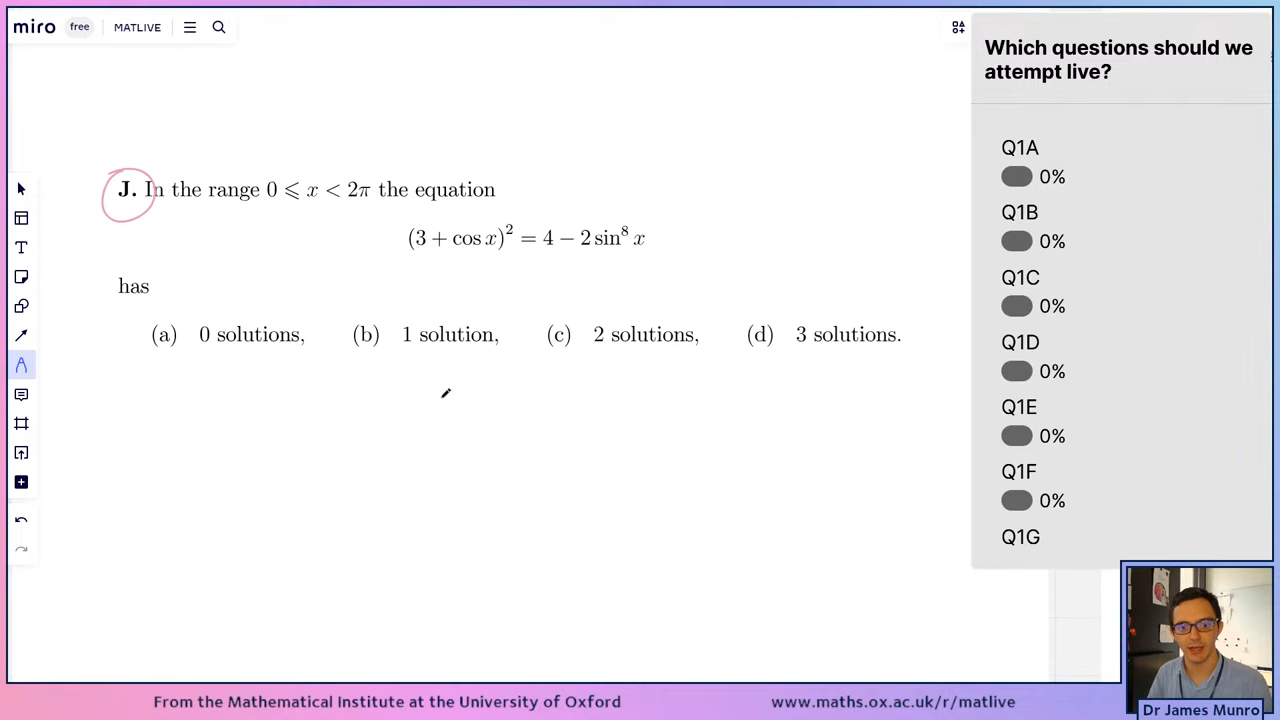 miro free MATLIVE
J. In the range 0 ⩽ x < 2π the equation
(3 + cos x)² = 4 − 2 sin⁸ x
has
(a) 0 solutions, (b) 1 solution, (c) 2 solutions, (d) 3 solutions.
Which questions should we
attempt live?
Q1A
0%
Q1B
0%
Q1C
0%
Q1D
0%
Q1E
0%
Q1F
0%
Q1G
From the Mathematical Institute at the University of Oxford www.maths.ox.ac.uk/r/matlive
Dr James Munro